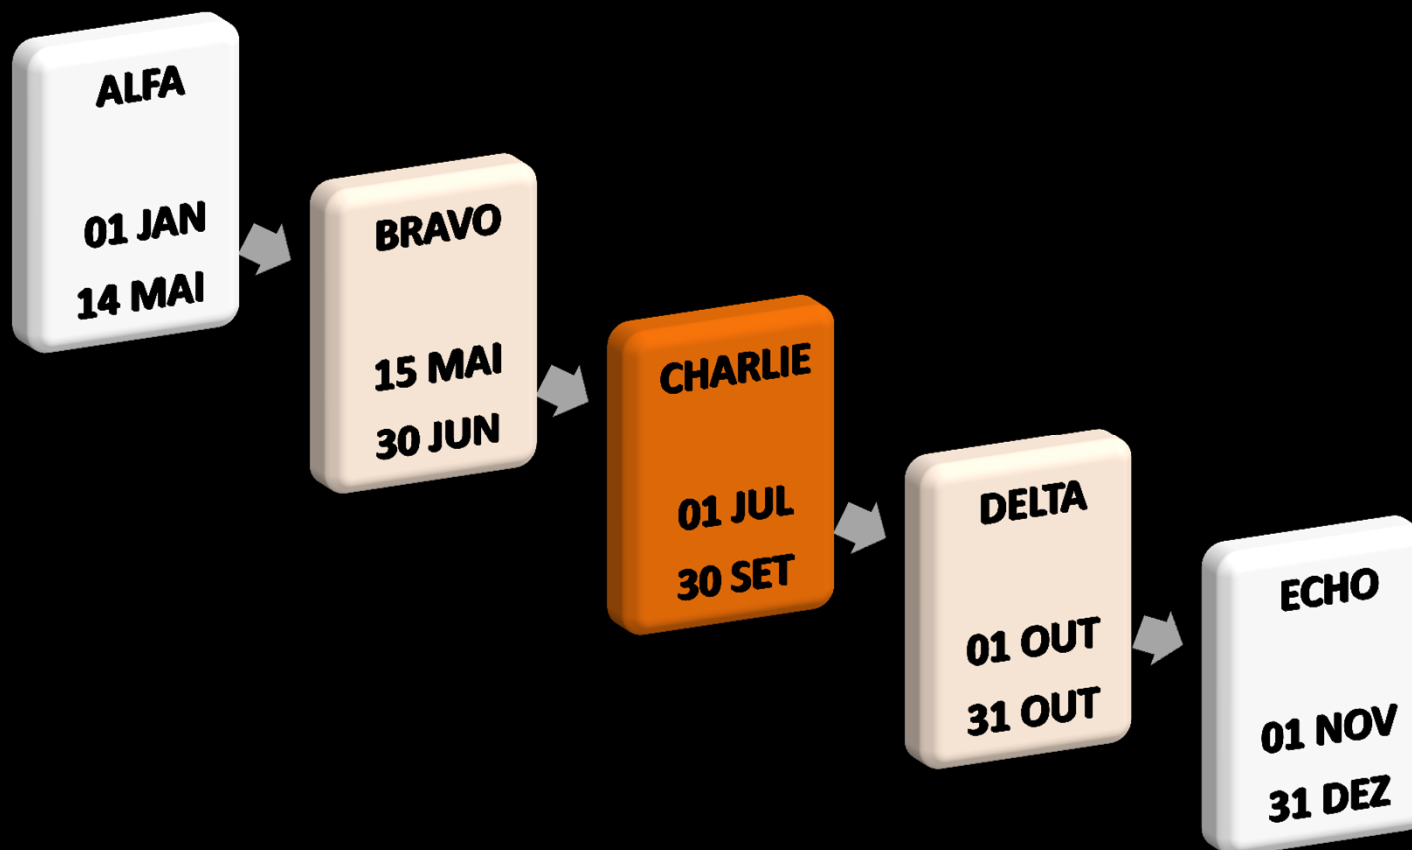 ALFA
01 JAN
14 MAI
BRAVO
15 MAI
30 JUN
CHARLIE
01 JUL
30 SET
DELTA
01 OUT
31 OUT
ECHO
01 NOV
31 DEZ